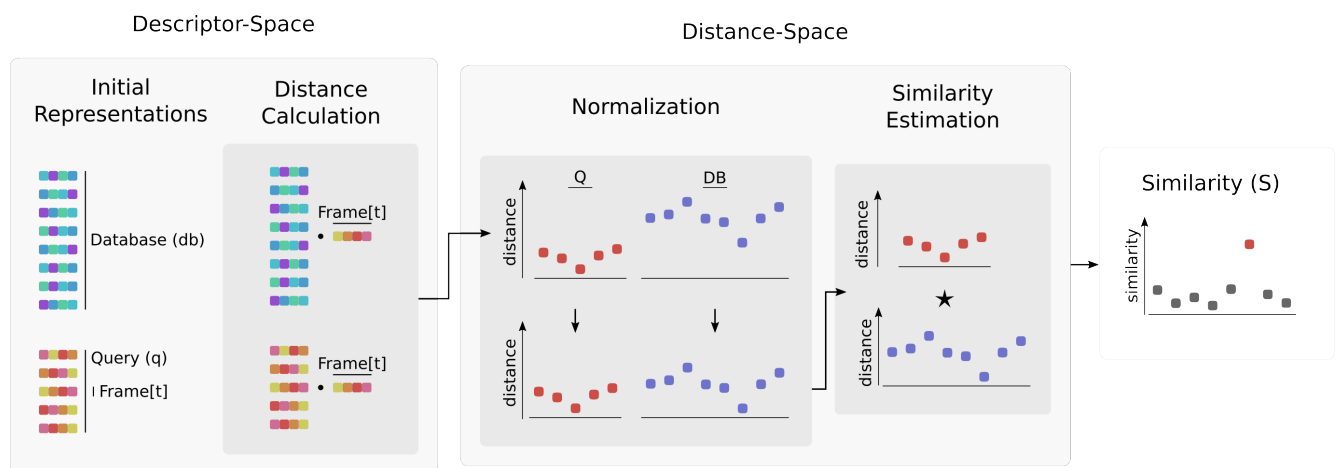 Descriptor-Space
Initial
Representations
Database (db)
Query (q)
Frame[t]
Distance
Calculation
Frame[t]
Frame[t]
Distance-Space
Normalization
Q
DB
distance
distance
Similarity
Estimation
distance
distance
Similarity (S)
similarity